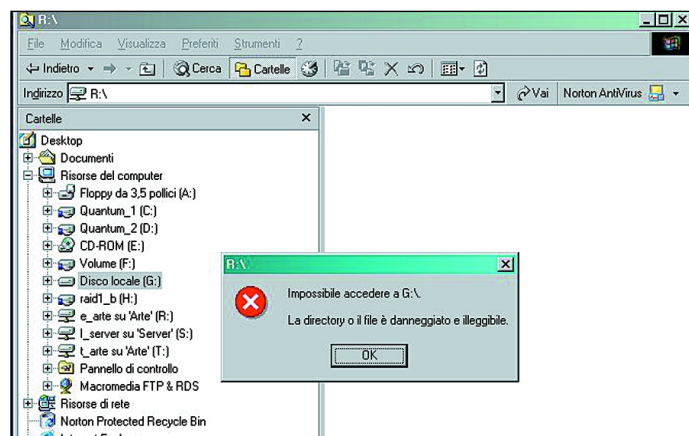 R:\
File Modifica Visualizza Preferiti Strumenti ?
Indietro Cerca Cartelle
Indirizzo R:\ Vai Norton AntiVirus
Cartelle
Desktop
Documenti
Risorse del computer
Floppy da 3,5 pollici (A:)
Quantum_1 (C:)
Quantum_2 (D:)
CD-ROM (E:)
Volume (F:)
Disco locale (G:)
raid1_b (H:)
e_arte su 'Arte' (R:)
l_server su 'Server' (S:)
t_arte su 'Arte' (T:)
Pannello di controllo
Macromedia FTP & RDS
Risorse di rete
Norton Protected Recycle Bin
R:\
Impossibile accedere a G:\.
La directory o il file è danneggiato e illeggibile.
OK